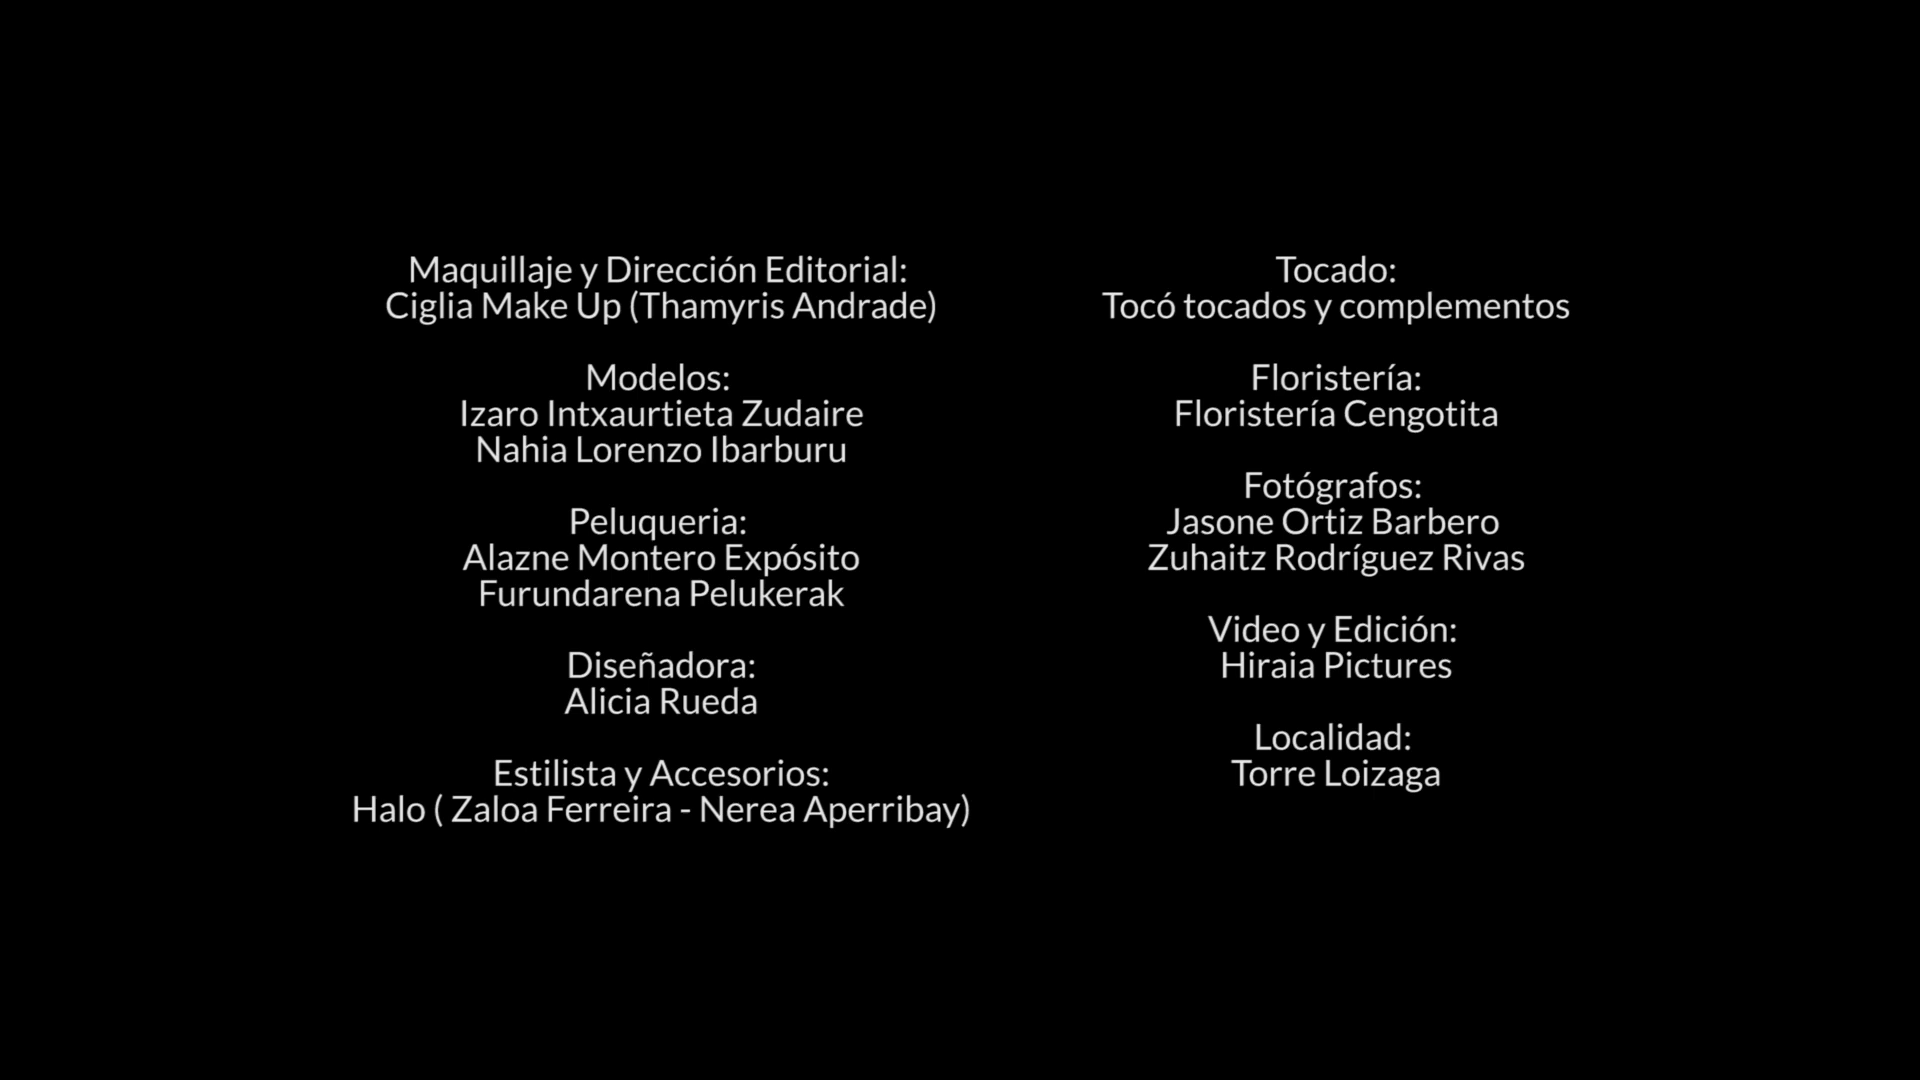 Maquillaje y Dirección Editorial:
Ciglia Make Up (Thamyris Andrade)
Modelos:
Izaro Intxaurtieta Zudaire
Nahia Lorenzo Ibarburu
Peluqueria:
Alazne Montero Expósito
Furundarena Pelukerak
Diseñadora:
Alicia Rueda
Estilista y Accesorios:
Halo ( Zaloa Ferreira - Nerea Aperribay)
Tocado:
Tocó tocados y complementos
Floristería:
Floristería Cengotita
Fotógrafos:
Jasone Ortiz Barbero
Zuhaitz Rodríguez Rivas
Video y Edición:
Hiraia Pictures
Localidad:
Torre Loizaga